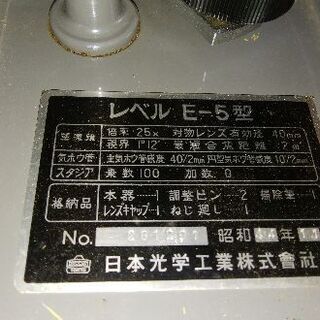 レベル E-5型
望遠鏡 倍率 25x 対物レンズ有効径 40mm
視界 1°12' 最短合焦距離
気ホウ管 主気ホウ管感度 40"/2mm 円型気ホウ管感度 10'/2mm
スタジア 乗数 100 加数 0
格納品 本器 1 調整ピン 2 掃除筆 1
レンズキャップ 1 ねじ廻し 1
No. 昭和 年
日本光学工業株式會社